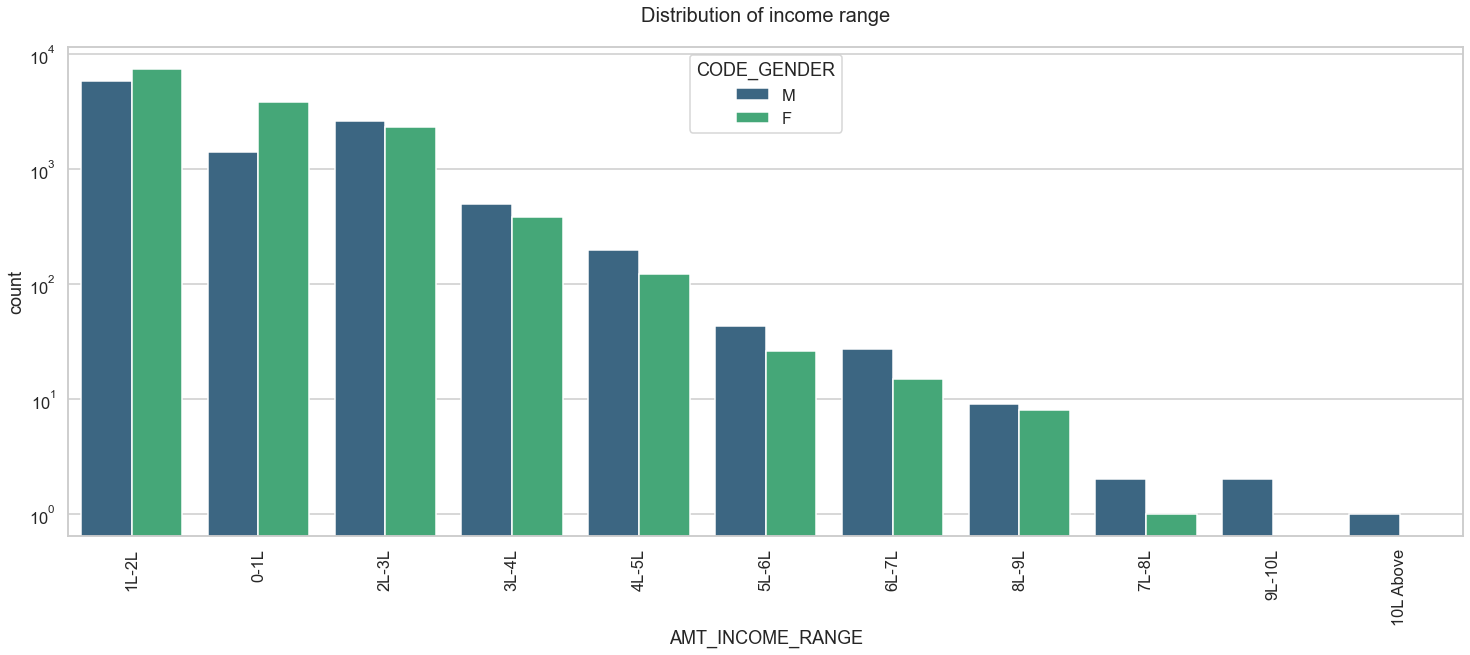 Distribution of income range
CODE_GENDER
M
F
10^4
10^3
10^2
10^1
10^0
count
1L-2L
0-1L
2L-3L
3L-4L
4L-5L
5L-6L
6L-7L
8L-9L
7L-8L
9L-10L
10L Above
AMT_INCOME_RANGE